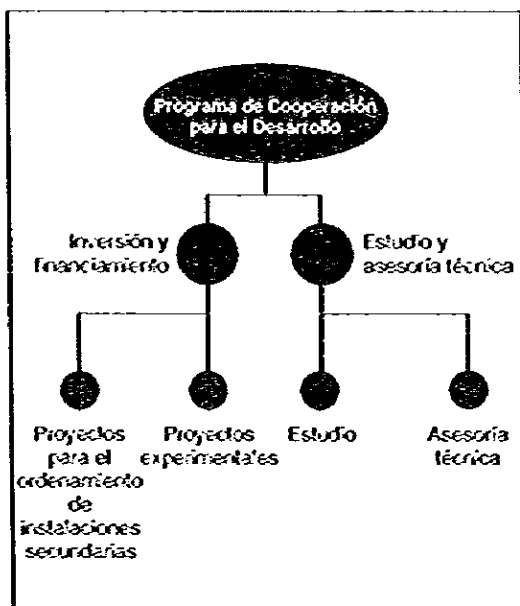 Programa de Cooperación
para el Desarrollo
Inversión y
financiamiento
Estudio y
asesoría técnica
Proyectos
para el
ordenamiento
de
instalaciones
secundarias
Proyectos
experimentales
Estudio
Asesoría
técnica